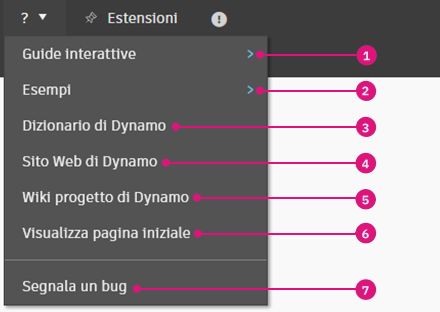 ? Estensioni !
Guide interattive > 1
Esempi > 2
Dizionario di Dynamo 3
Sito Web di Dynamo 4
Wiki progetto di Dynamo 5
Visualizza pagina iniziale 6
Segnala un bug 7